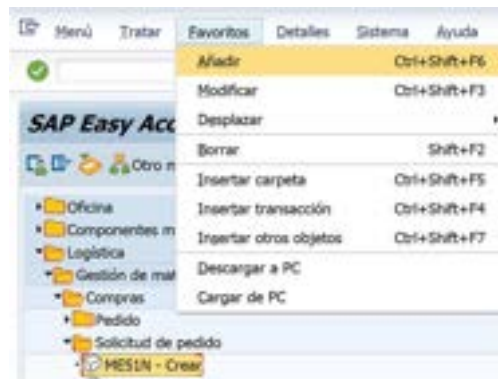 Menú Tratar Favoritos Detalles Sistema Ayuda
Añadir Ctrl+Shift+F6
Modificar Ctrl+Shift+F3
Desplazar
Borrar Shift+F2
Insertar carpeta Ctrl+Shift+F5
Insertar transacción Ctrl+Shift+F4
Insertar otros objetos Ctrl+Shift+F7
Descargar a PC
Cargar de PC
SAP Easy Acc
Otro m
Oficina
Componentes m
Logística
Gestión de mat
Compras
Pedido
Solicitud de pedido
ME51N - Crear